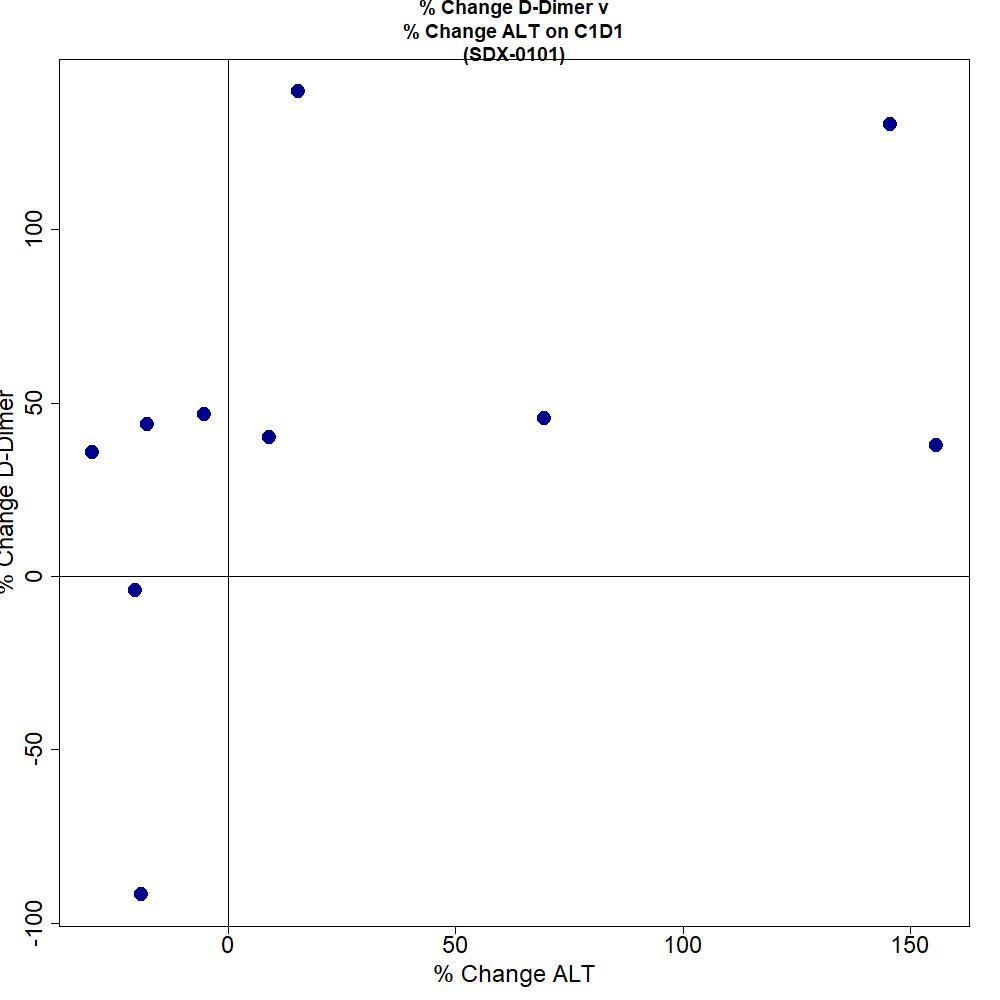 % Change D-Dimer v
% Change ALT on C1D1
(SDX-0101)
100
50
0
-50
-100
% Change D-Dimer
0
50
100
150
% Change ALT